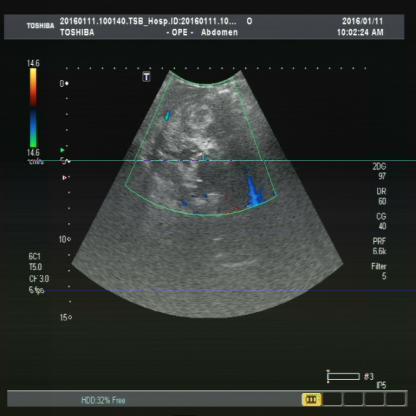 TOSHIBA 20160111.100140.TSB_Hosp.ID:20160111.10... O 2016/01/11
TOSHIBA - OPE - Abdomen 10:02:24 AM
14.6
T
0
14.6
cm/s
5
2DG
97
DR
60
CG
40
10
PRF
6.6k
Filter
5
6C1
T5.0
CF 3.0
6 fps
15
#3
IP5
HDD:32% Free